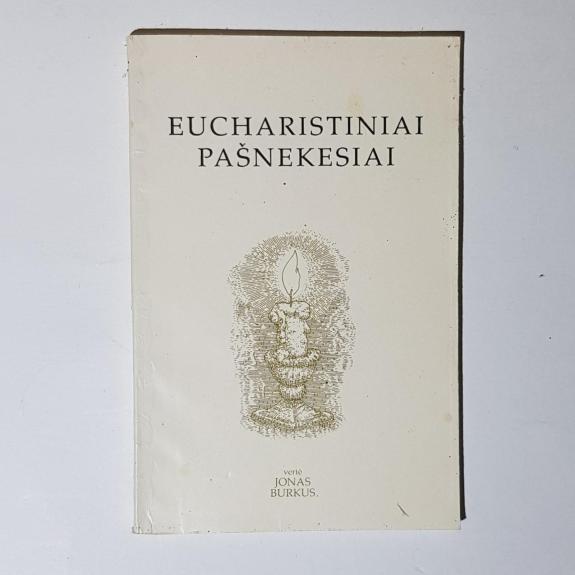 EUCHARISTINIAI
PAŠNEKESIAI
vertė
JONAS
BURKUS.